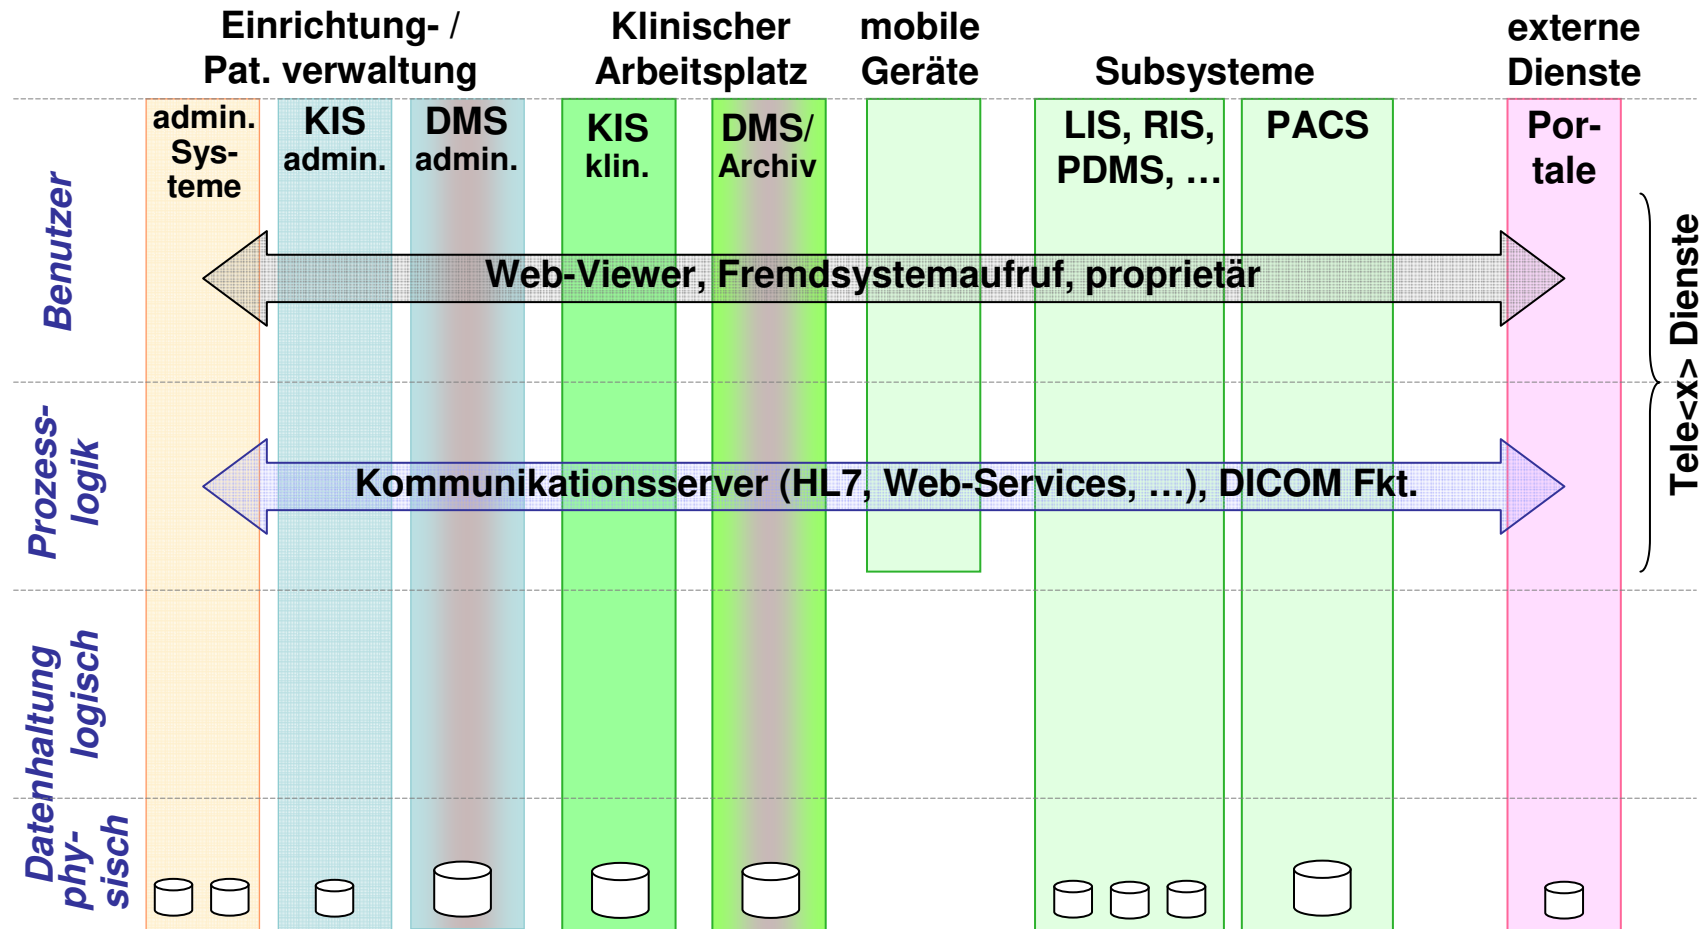 Einrichtung- /
Pat. verwaltung
Klinischer
Arbeitsplatz
mobile
Geräte
Subsysteme
externe
Dienste
admin.
Sys-
teme
KIS
admin.
DMS
admin.
KIS
klin.
DMS/
Archiv
LIS, RIS,
PDMS, …
PACS
Por-
tale
Benutzer
Web-Viewer, Fremdsystemaufruf, proprietär
Prozess-
logik
Kommunikationsserver (HL7, Web-Services, …), DICOM Fkt.
Tele<x> Dienste
Datenhaltung
logisch
phy-
sisch